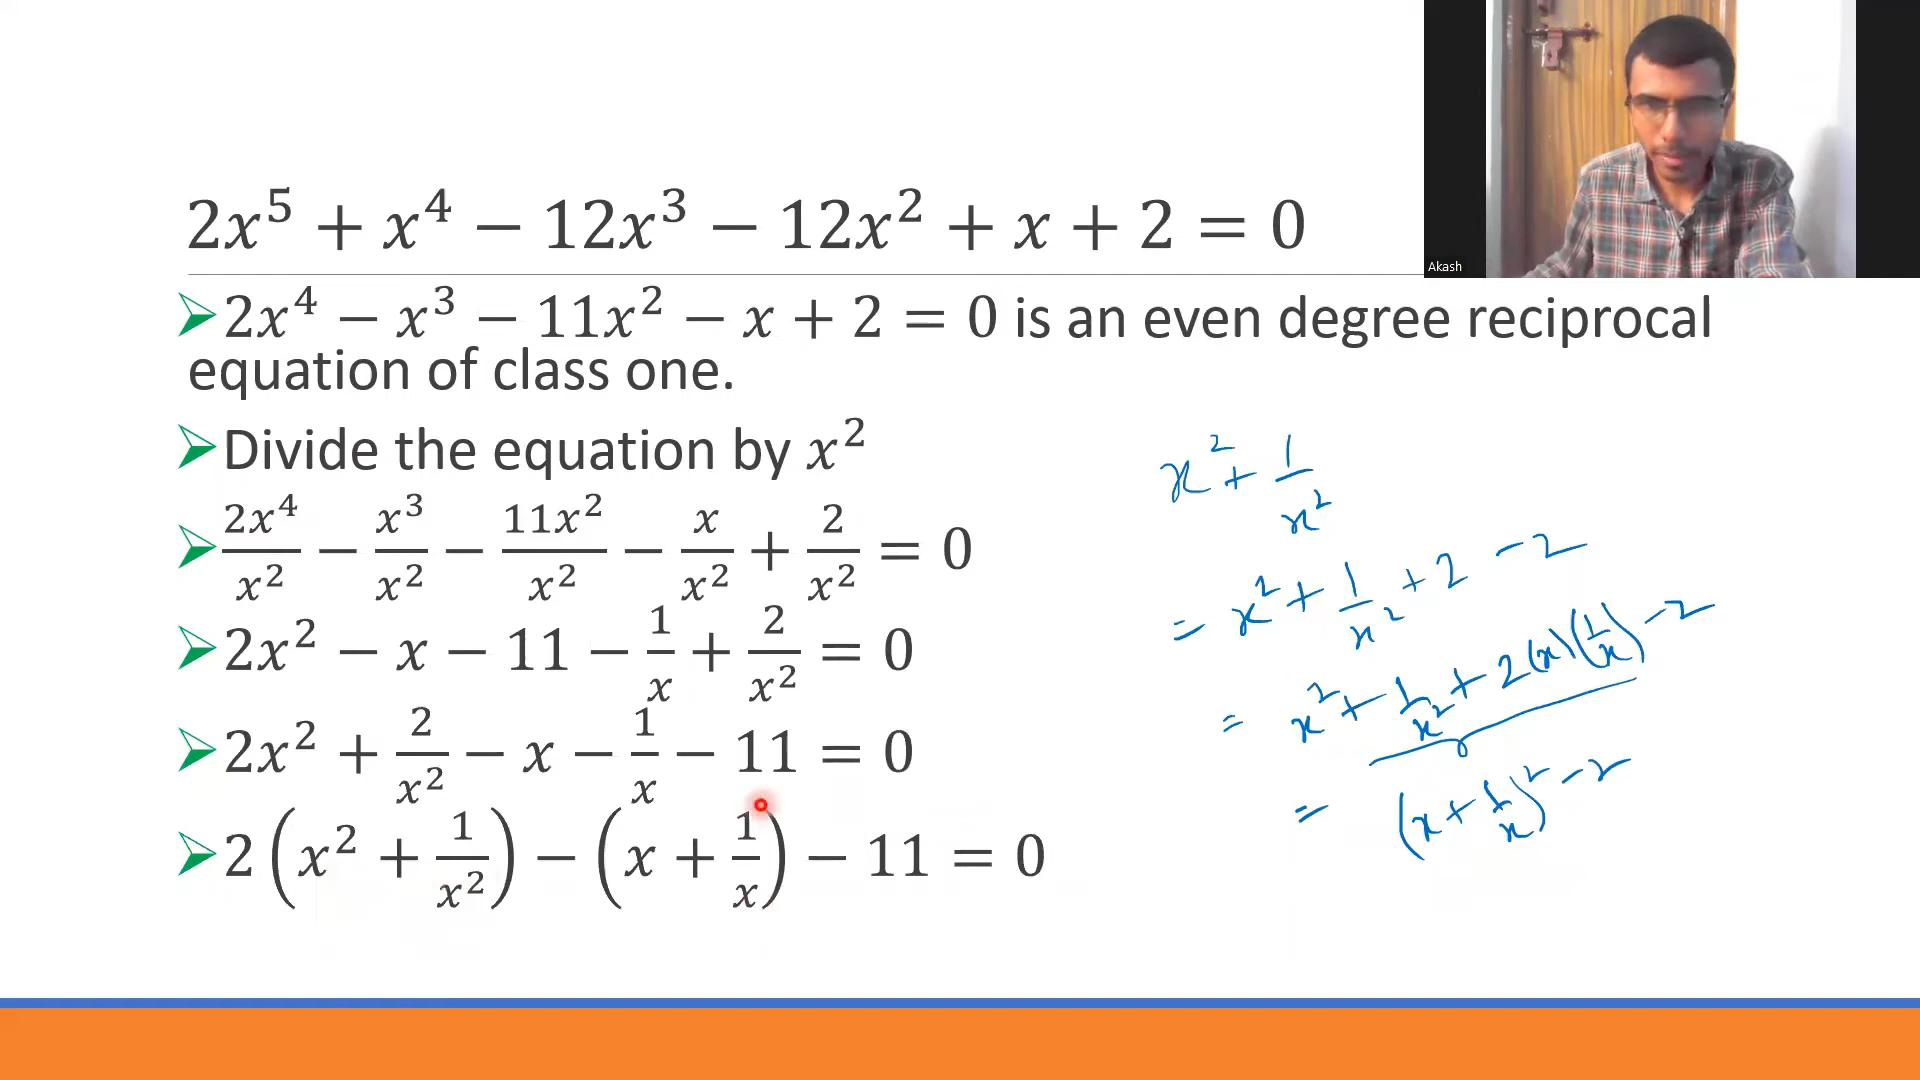 2x⁵ + x⁴ − 12x³ − 12x² + x + 2 = 0
Akash
➢2x⁴ − x³ − 11x² − x + 2 = 0 is an even degree reciprocal
equation of class one.
➢Divide the equation by x²
➢2x⁴/x² − x³/x² − 11x²/x² − x/x² + 2/x² = 0
➢2x² − x − 11 − 1/x + 2/x² = 0
➢2x² + 2/x² − x − 1/x − 11 = 0
➢2(x² + 1/x²) − (x + 1/x) − 11 = 0
x² + 1/x²
= x² + 1/x² + 2 − 2
= x² + 1/x² + 2(x)(1/x) − 2
= (x + 1/x)² − 2